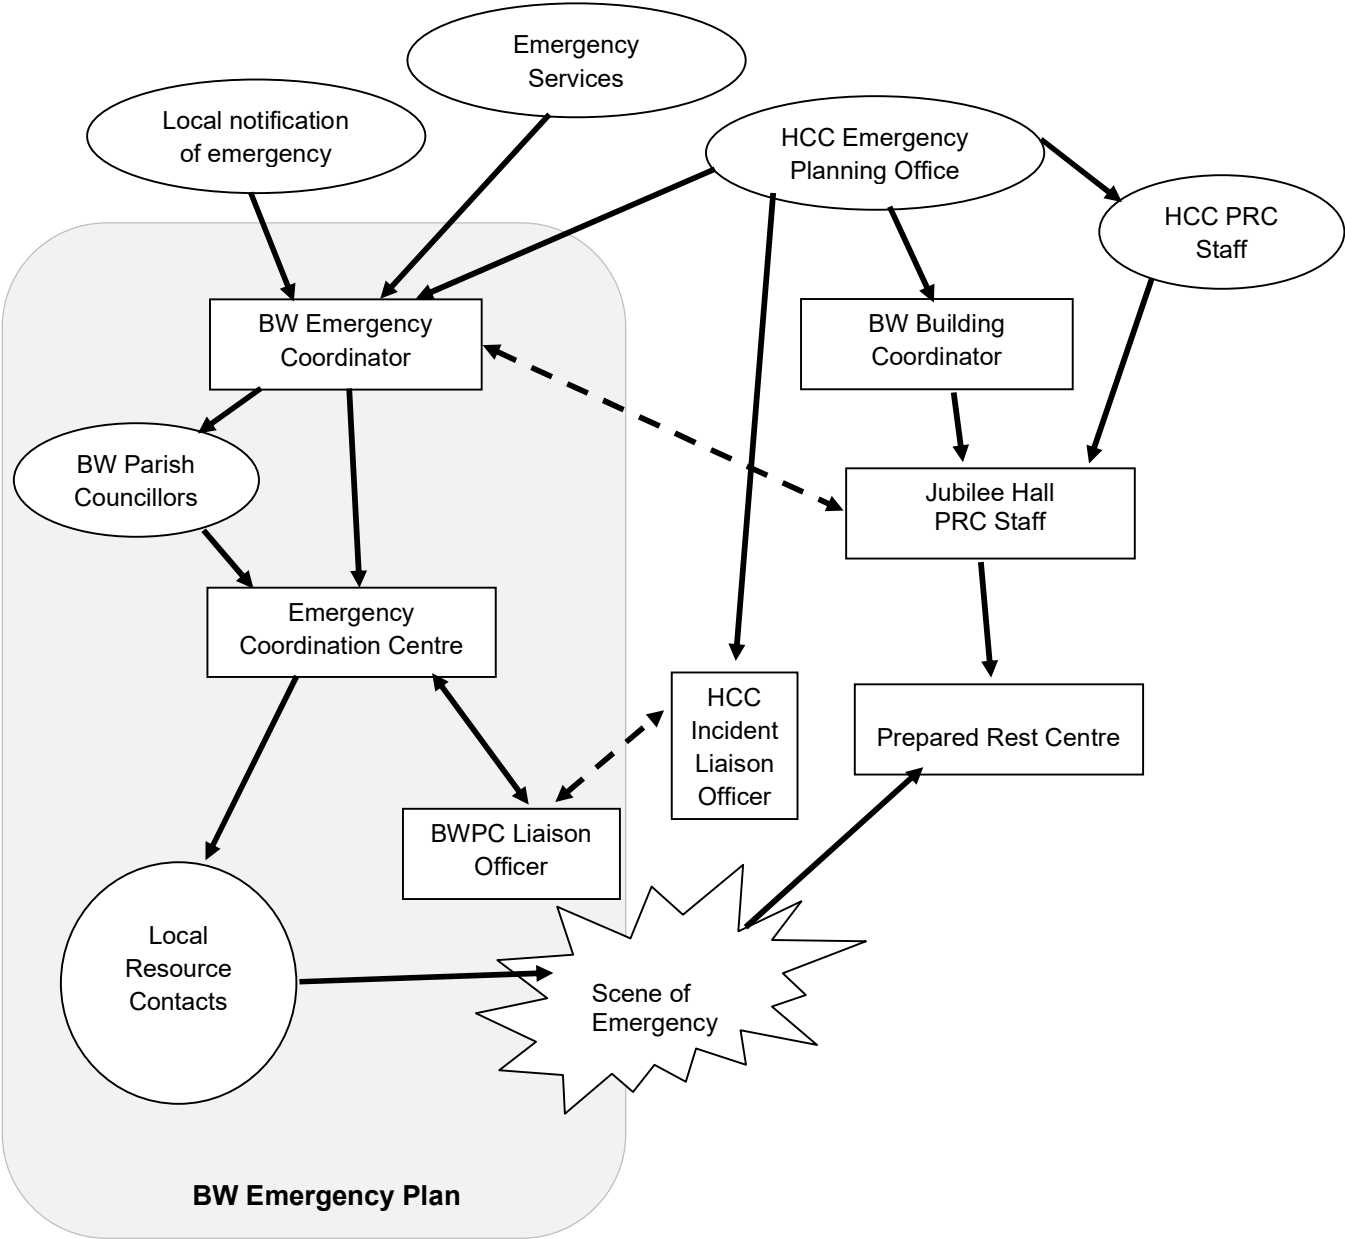 Emergency
Services
Local notification
of emergency
HCC Emergency
Planning Office
HCC PRC
Staff
BW Emergency
Coordinator
BW Building
Coordinator
BW Parish
Councillors
Jubilee Hall
PRC Staff
Emergency
Coordination Centre
HCC
Incident
Liaison
Officer
Prepared Rest Centre
BWPC Liaison
Officer
Local
Resource
Contacts
Scene of
Emergency
BW Emergency Plan